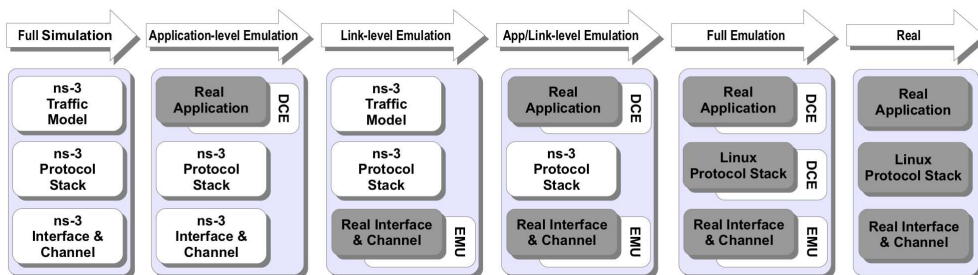 Full Simulation
Application-level Emulation
Link-level Emulation
App/Link-level Emulation
Full Emulation
Real
ns-3
Traffic
Model
ns-3
Protocol
Stack
ns-3
Interface &
Channel
Real
Application
DCE
ns-3
Protocol
Stack
ns-3
Interface &
Channel
ns-3
Traffic
Model
ns-3
Protocol
Stack
Real Interface
& Channel
EMU
Real
Application
DCE
ns-3
Protocol
Stack
Real Interface
& Channel
EMU
Real
Application
DCE
Linux
Protocol Stack
DCE
Real Interface
& Channel
EMU
Real
Application
Linux
Protocol Stack
Real Interface
& Channel